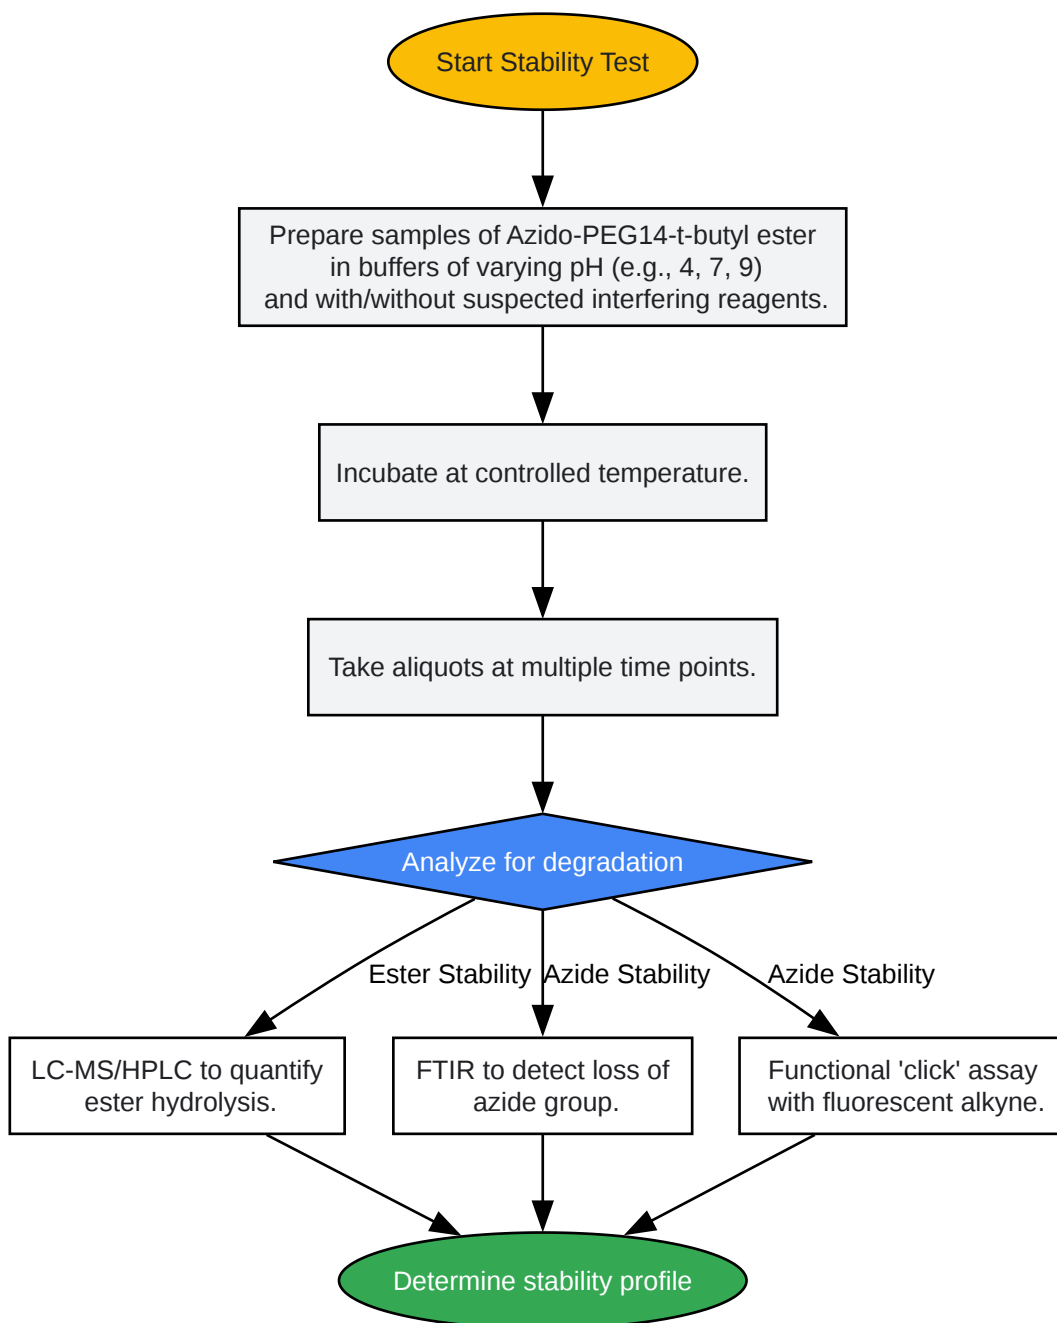 Start Stability Test
Prepare samples of Azido-PEG14-t-butyl ester
in buffers of varying pH (e.g., 4, 7, 9)
and with/without suspected interfering reagents.
Incubate at controlled temperature.
Take aliquots at multiple time points.
Analyze for degradation
Ester Stability
Azide Stability
Azide Stability
LC-MS/HPLC to quantify
ester hydrolysis.
FTIR to detect loss of
azide group.
Functional 'click' assay
with fluorescent alkyne.
Determine stability profile